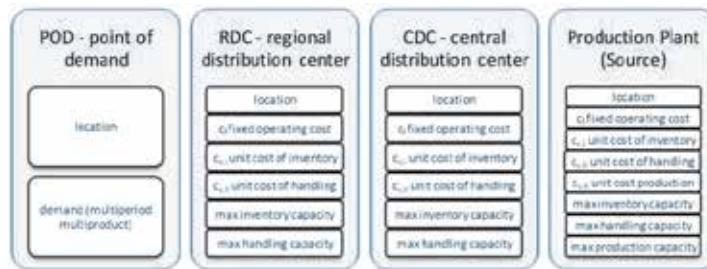 POD - point of
demand
location
demand (multiperiod
multiproduct)
RDC - regional
distribution center
location
fixed operating cost
unit cost of inventory
unit cost of handling
max inventory capacity
max handling capacity
CDC - central
distribution center
location
fixed operating cost
unit cost of inventory
unit cost of handling
max inventory capacity
max handling capacity
Production Plant
(Source)
location
fixed operating cost
unit cost of inventory
unit cost of handling
unit cost production
max inventory capacity
max handling capacity
max production capacity